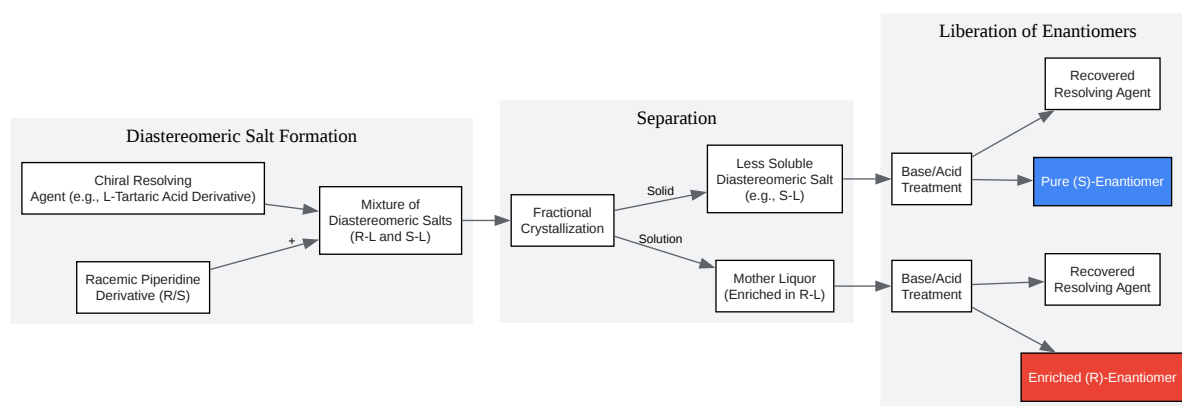 Diastereomeric Salt Formation
Chiral Resolving
Agent (e.g., L-Tartaric Acid Derivative)
+
Racemic Piperidine
Derivative (R/S)
Mixture of
Diastereomeric Salts
(R-L and S-L)
Separation
Fractional
Crystallization
Solid
Solution
Less Soluble
Diastereomeric Salt
(e.g., S-L)
Mother Liquor
(Enriched in R-L)
Liberation of Enantiomers
Base/Acid
Treatment
Recovered
Resolving Agent
Pure (S)-Enantiomer
Base/Acid
Treatment
Recovered
Resolving Agent
Enriched (R)-Enantiomer